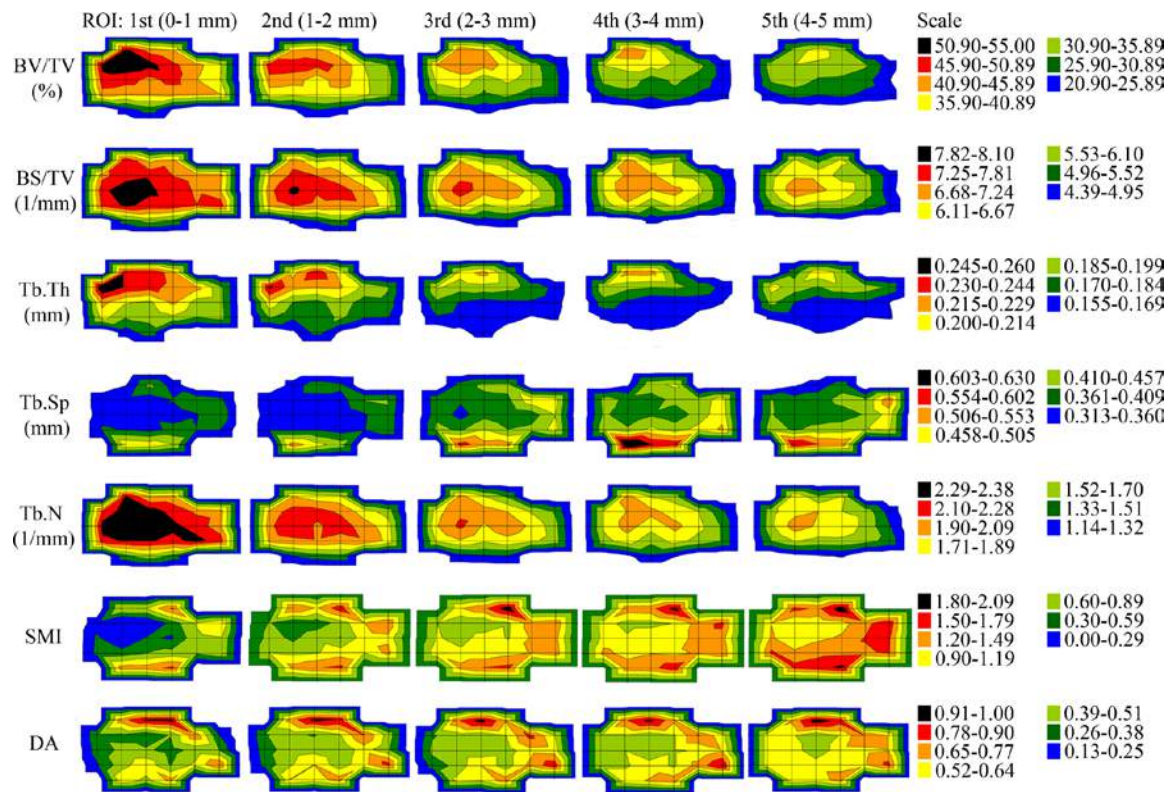 ROI: 1st (0-1 mm) 2nd (1-2 mm) 3rd (2-3 mm) 4th (3-4 mm) 5th (4-5 mm) Scale
BV/TV
(%)
50.90-55.00 30.90-35.89
45.90-50.89 25.90-30.89
40.90-45.89 20.90-25.89
35.90-40.89
BS/TV
(1/mm)
7.82-8.10 5.53-6.10
7.25-7.81 4.96-5.52
6.68-7.24 4.39-4.95
6.11-6.67
Tb.Th
(mm)
0.245-0.260 0.185-0.199
0.230-0.244 0.170-0.184
0.215-0.229 0.155-0.169
0.200-0.214
Tb.Sp
(mm)
0.603-0.630 0.410-0.457
0.554-0.602 0.361-0.409
0.506-0.553 0.313-0.360
0.458-0.505
Tb.N
(1/mm)
2.29-2.38 1.52-1.70
2.10-2.28 1.33-1.51
1.90-2.09 1.14-1.32
1.71-1.89
SMI
1.80-2.09 0.60-0.89
1.50-1.79 0.30-0.59
1.20-1.49 0.00-0.29
0.90-1.19
DA
0.91-1.00 0.39-0.51
0.78-0.90 0.26-0.38
0.65-0.77 0.13-0.25
0.52-0.64